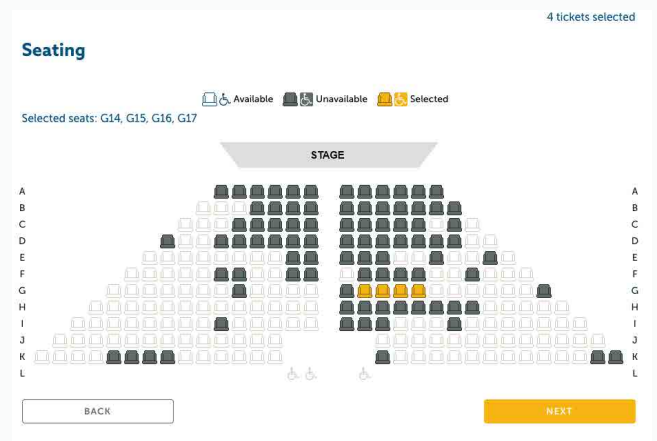 4 tickets selected
Seating
Available Unavailable Selected
Selected seats: G14, G15, G16, G17
STAGE
A A
B B
C C
D D
E E
F F
G G
H H
I I
J J
K K
L L
BACK NEXT